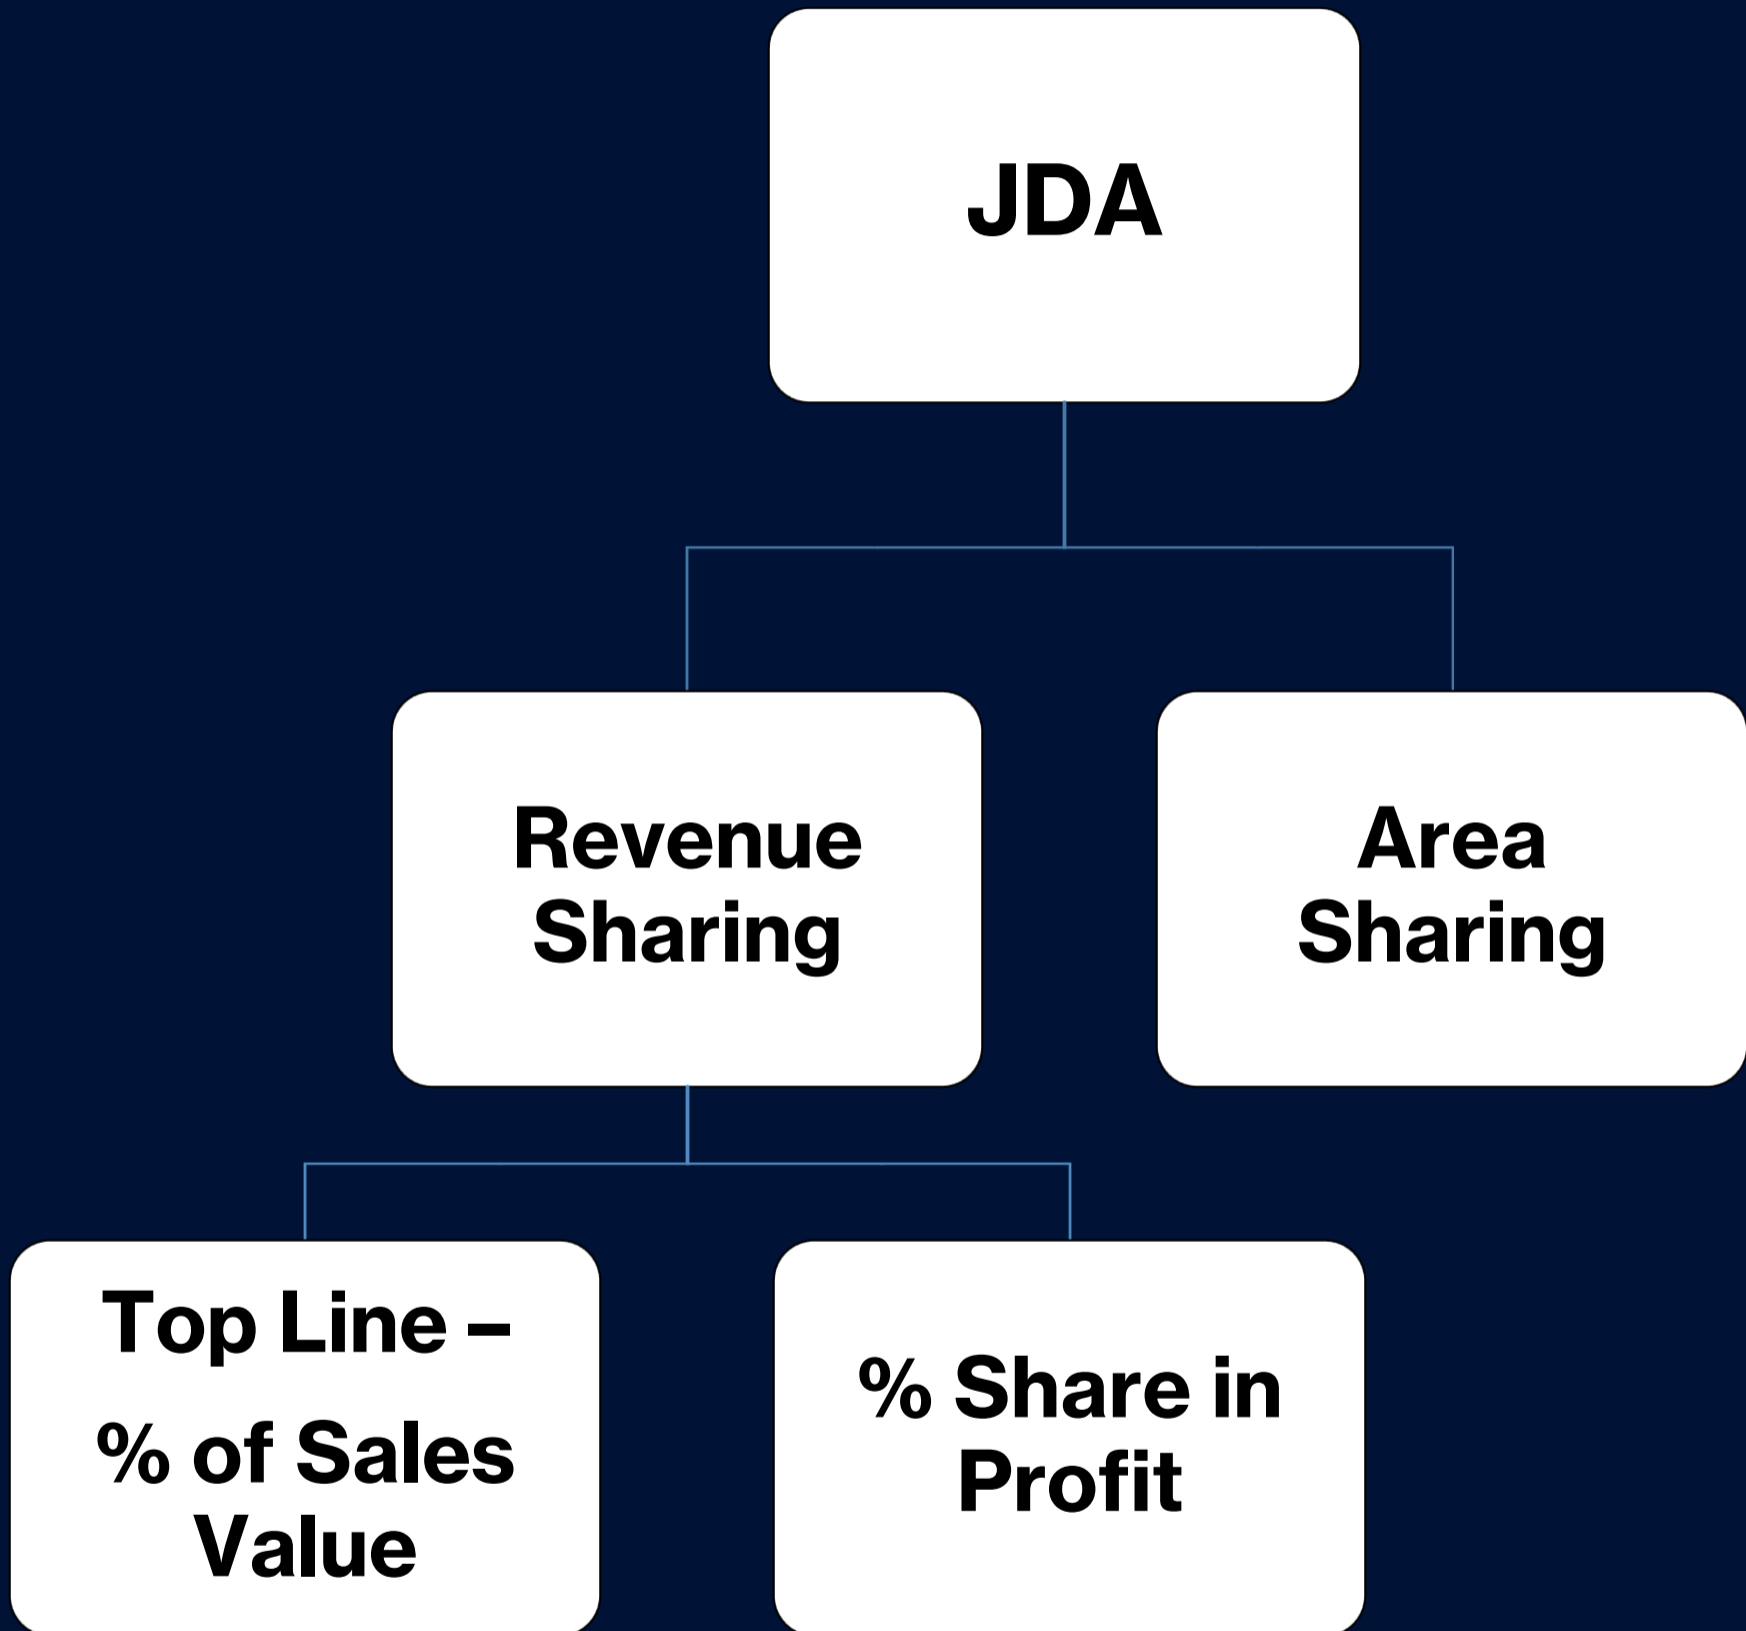 JDA
Revenue
Sharing
Area
Sharing
Top Line –
% of Sales
Value
% Share in
Profit